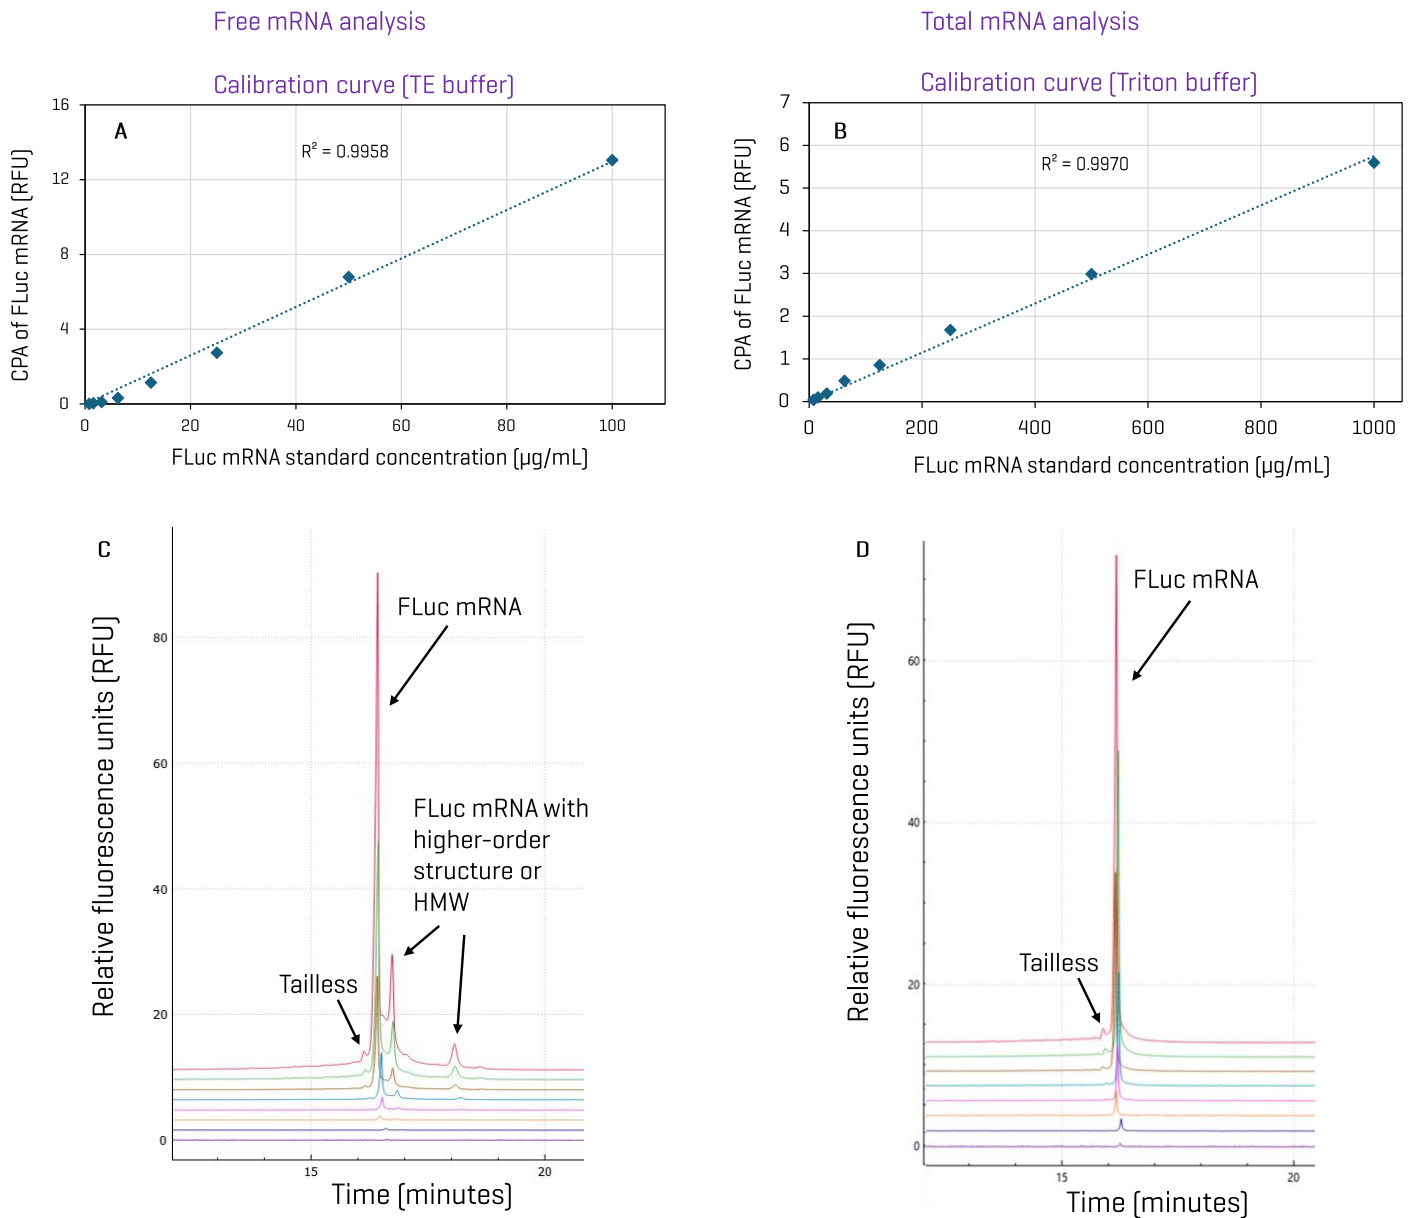 Free mRNA analysis
Total mRNA analysis
Calibration curve (TE buffer)
A
R² = 0.9958
16
12
8
4
0
CPA of FLuc mRNA (RFU)
0 20 40 60 80 100
FLuc mRNA standard concentration (µg/mL)
Calibration curve (Triton buffer)
B
R² = 0.9970
7
6
5
4
3
2
1
0
CPA of FLuc mRNA (RFU)
0 200 400 600 800 1000
FLuc mRNA standard concentration (µg/mL)
C
FLuc mRNA
FLuc mRNA with
higher-order
structure or
HMW
Tailless
80
60
40
20
0
Relative fluorescence units (RFU)
15 20
Time (minutes)
D
FLuc mRNA
Tailless
60
40
20
0
Relative fluorescence units (RFU)
15 20
Time (minutes)